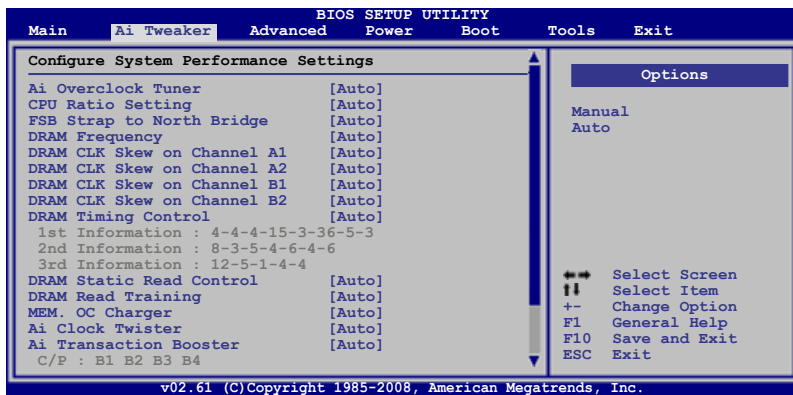 BIOS SETUP UTILITY
Main Ai Tweaker Advanced Power Boot Tools Exit
Configure System Performance Settings
Ai Overclock Tuner [Auto]
CPU Ratio Setting [Auto]
FSB Strap to North Bridge [Auto]
DRAM Frequency [Auto]
DRAM CLK Skew on Channel A1 [Auto]
DRAM CLK Skew on Channel A2 [Auto]
DRAM CLK Skew on Channel B1 [Auto]
DRAM CLK Skew on Channel B2 [Auto]
DRAM Timing Control [Auto]
1st Information : 4-4-4-15-3-36-5-3
2nd Information : 8-3-5-4-6-4-6
3rd Information : 12-5-1-4-4
DRAM Static Read Control [Auto]
DRAM Read Training [Auto]
MEM. OC Charger [Auto]
Ai Clock Twister [Auto]
Ai Transaction Booster [Auto]
C/P : B1 B2 B3 B4
Options
Manual
Auto
Select Screen
Select Item
+- Change Option
F1 General Help
F10 Save and Exit
ESC Exit
v02.61 (C)Copyright 1985-2008, American Megatrends, Inc.